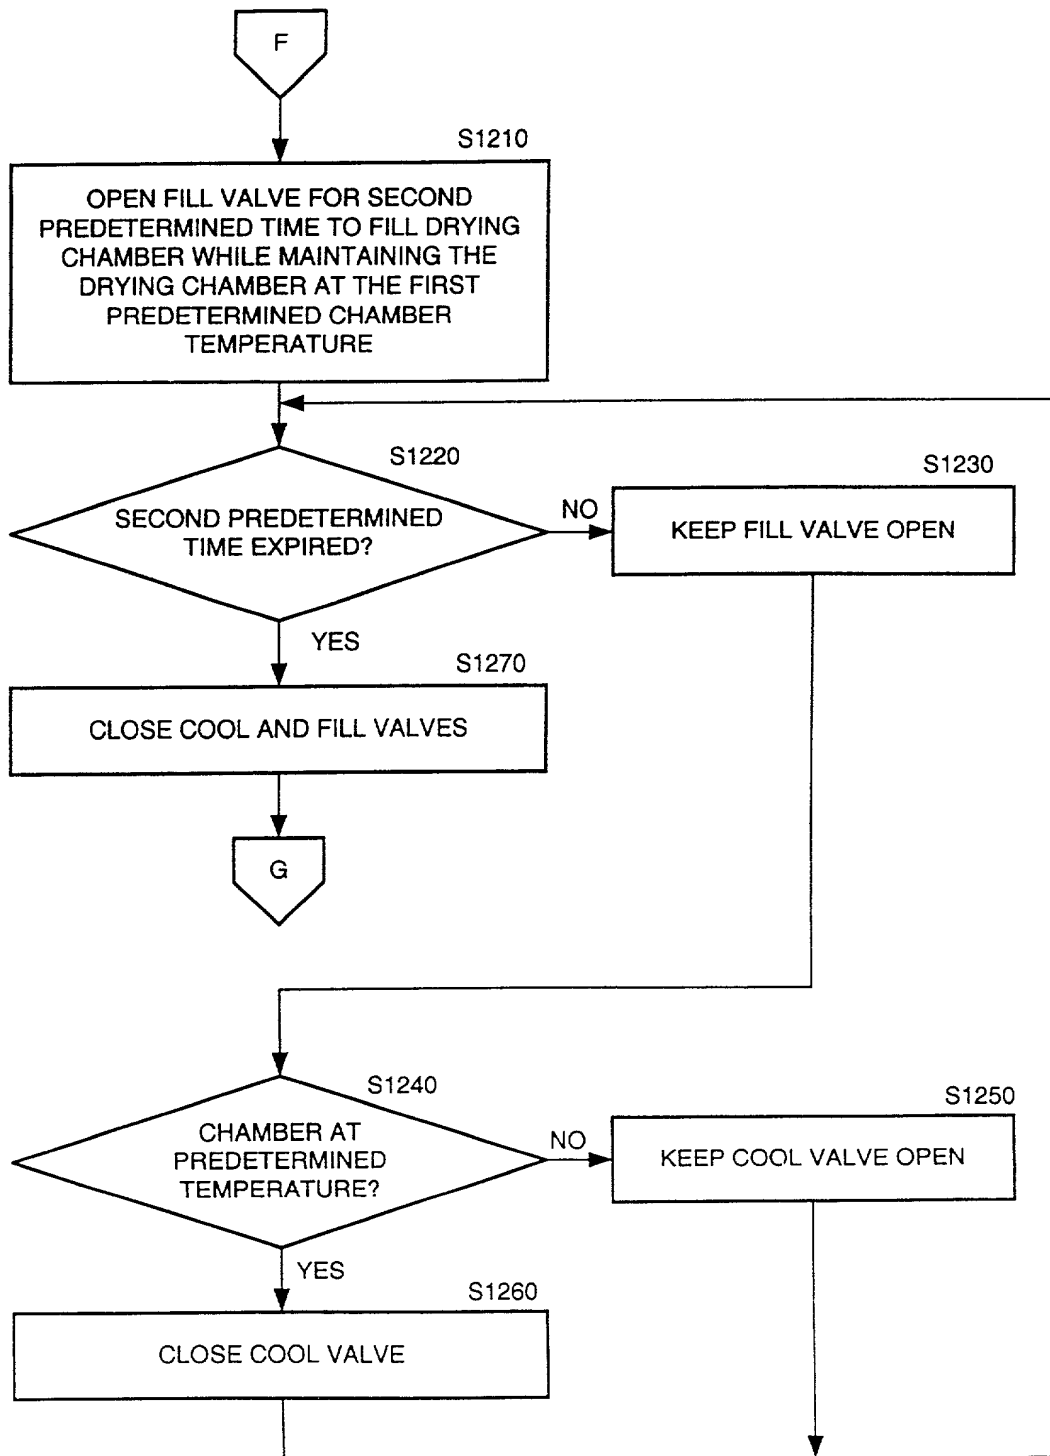 F
S1210
OPEN FILL VALVE FOR SECOND
PREDETERMINED TIME TO FILL DRYING
CHAMBER WHILE MAINTAINING THE
DRYING CHAMBER AT THE FIRST
PREDETERMINED CHAMBER
TEMPERATURE
S1220
SECOND PREDETERMINED
TIME EXPIRED?
NO
S1230
KEEP FILL VALVE OPEN
YES
S1270
CLOSE COOL AND FILL VALVES
G
S1240
CHAMBER AT
PREDETERMINED
TEMPERATURE?
NO
S1250
KEEP COOL VALVE OPEN
YES
S1260
CLOSE COOL VALVE